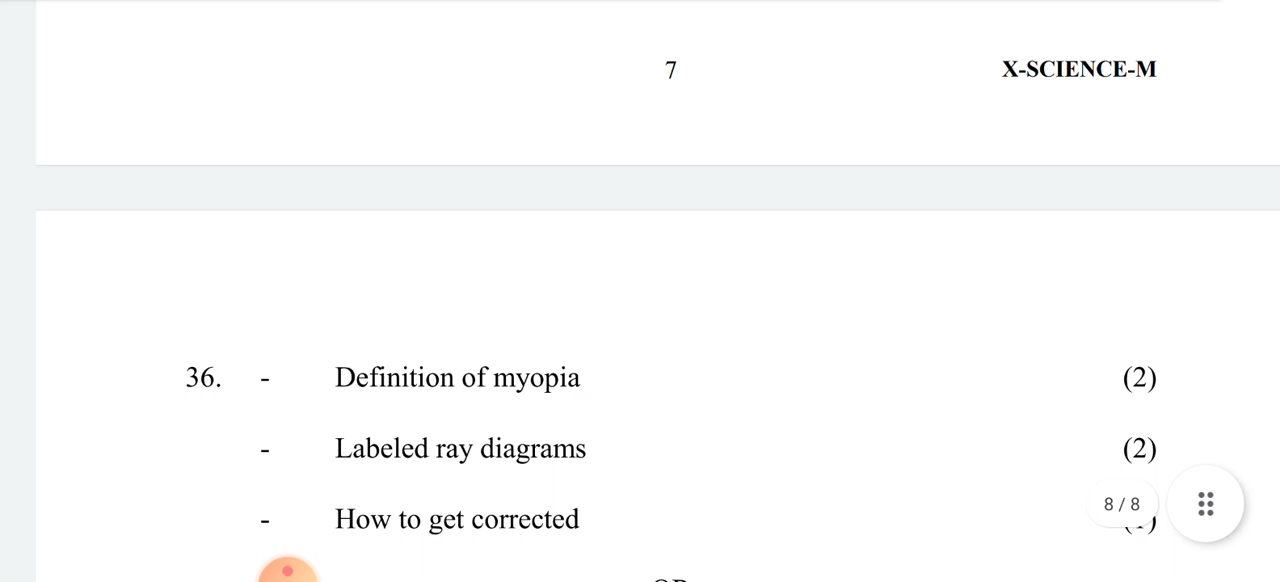 7 X-SCIENCE-M
36. - Definition of myopia (2)
- Labeled ray diagrams (2)
8 / 8
- How to get corrected